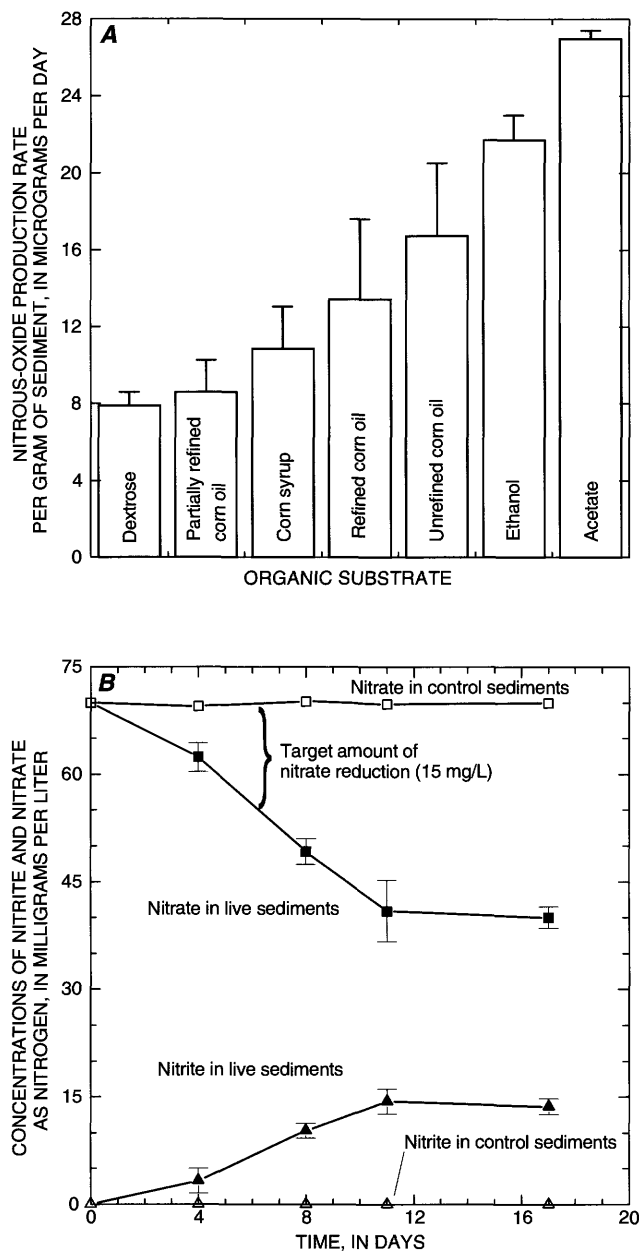 A
NITROUS-OXIDE PRODUCTION RATE
PER GRAM OF SEDIMENT, IN MICROGRAMS PER DAY
28
24
20
16
12
8
4
0
Dextrose
Partially refined
corn oil
Corn syrup
Refined corn oil
Unrefined corn oil
Ethanol
Acetate
ORGANIC SUBSTRATE
B
CONCENTRATIONS OF NITRITE AND NITRATE
AS NITROGEN, IN MILLIGRAMS PER LITER
75
60
45
30
15
0
Nitrate in control sediments
Target amount of
nitrate reduction (15 mg/L)
Nitrate in live sediments
Nitrite in live sediments
Nitrite in control sediments
0 4 8 12 16 20
TIME, IN DAYS